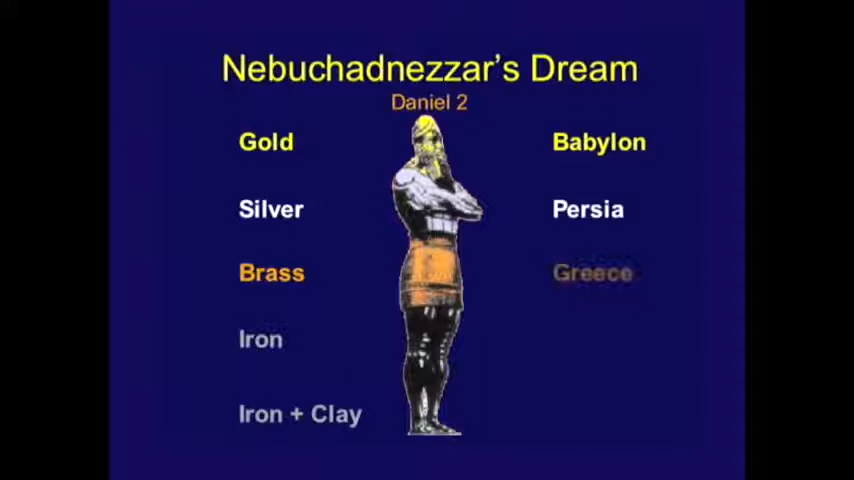 Nebuchadnezzar's Dream
Daniel 2
Gold Babylon
Silver Persia
Brass Greece
Iron
Iron + Clay